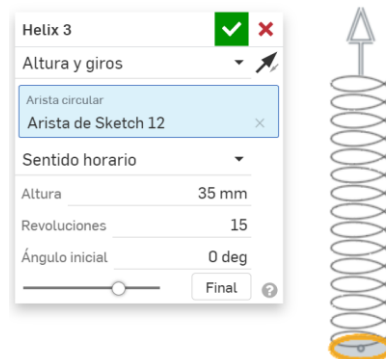 Helix 3
Altura y giros
Arista circular
Arista de Sketch 12
Sentido horario
Altura 35 mm
Revoluciones 15
Ángulo inicial 0 deg
Final